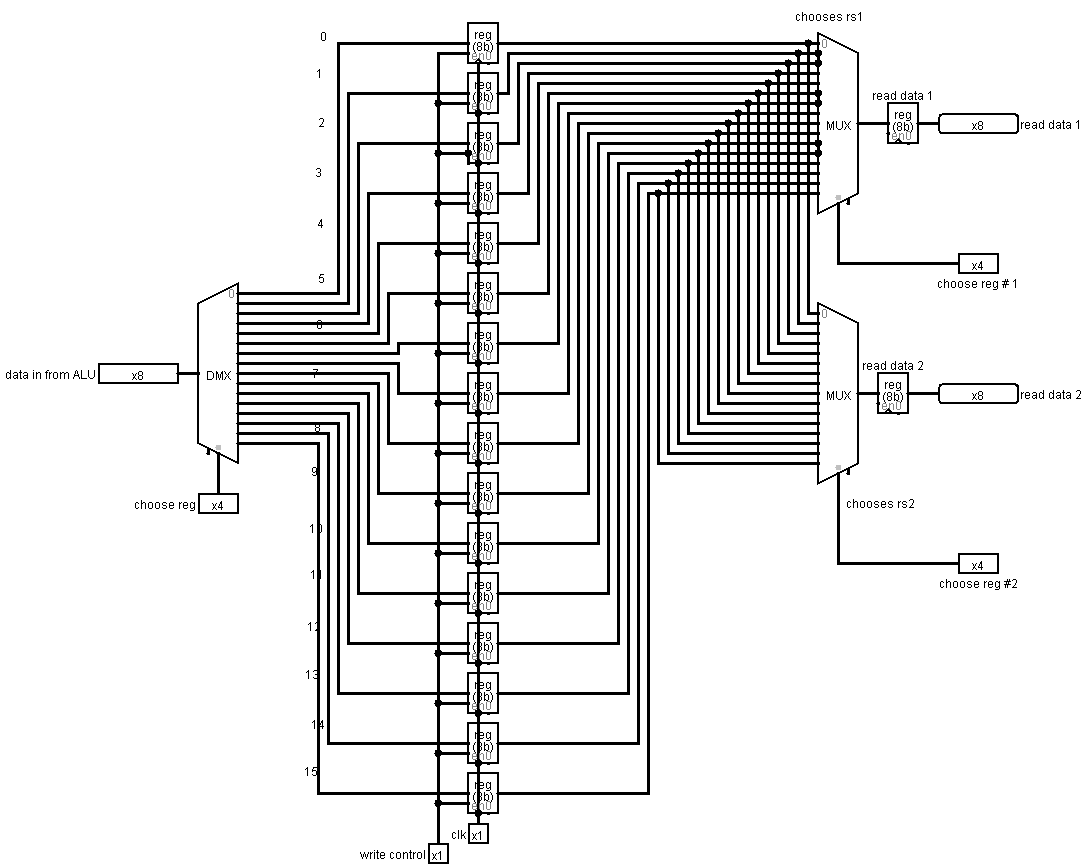 chooses rs1
0
reg
(8b)
en0
0
1
reg
(8b)
en0
read data 1
2
reg
(8b)
en0
MUX
reg
(8b)
en0
x8
read data 1
3
reg
(8b)
en0
4
reg
(8b)
en0
x4
choose reg # 1
5
reg
(8b)
en0
0
0
6
reg
(8b)
en0
read data 2
data in from ALU
x8
DMX
7
reg
(8b)
en0
MUX
reg
(8b)
en0
x8
read data 2
8
reg
(8b)
en0
9
reg
(8b)
en0
choose reg
x4
chooses rs2
10
reg
(8b)
en0
x4
choose reg #2
11
reg
(8b)
en0
12
reg
(8b)
en0
13
reg
(8b)
en0
14
reg
(8b)
en0
15
reg
(8b)
en0
clk
x1
write control
x1